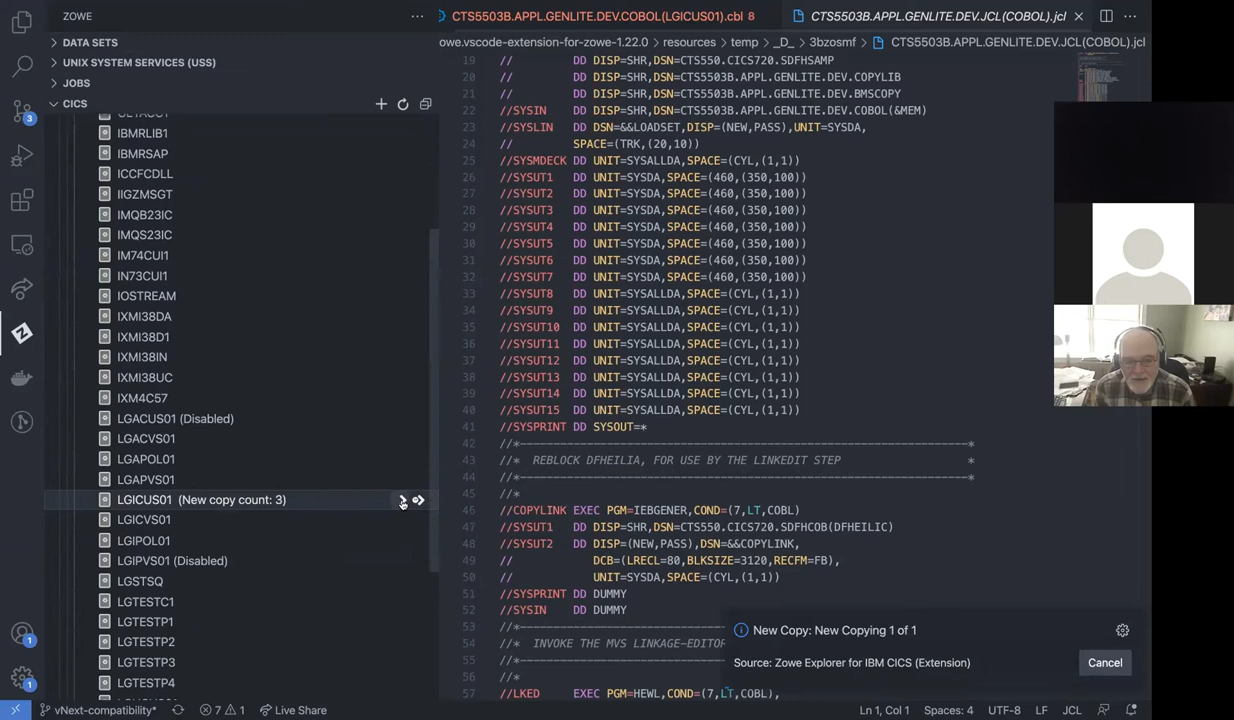 ZOWE
DATA SETS
UNIX SYSTEM SERVICES (USS)
JOBS
CICS
IBMRLIB1
IBMRSAP
ICCFCDLL
IIGZMSGT
IMQB23IC
IMQS23IC
IM74CUI1
IN73CUI1
IOSTREAM
IXMI38DA
IXMI38D1
IXMI38IN
IXMI38UC
IXM4C57
LGACUS01 (Disabled)
LGACVS01
LGAPOL01
LGAPVS01
LGICUS01 (New copy count: 3)
LGICVS01
LGIPOL01
LGIPVS01 (Disabled)
LGSTSQ
LGTESTC1
LGTESTP1
LGTESTP2
LGTESTP3
LGTESTP4
3
1
1
CTS5503B.APPL.GENLITE.DEV.COBOL(LGICUS01).cbl 8
CTS5503B.APPL.GENLITE.DEV.JCL(COBOL).jcl
owe.vscode-extension-for-zowe-1.22.0 > resources > temp > _D_ > 3bzosmf > CTS5503B.APPL.GENLITE.DEV.JCL(COBOL).jcl
19 // DD DISP=SHR,DSN=CTS5503B.CICS720.SDFHSAMP
20 // DD DISP=SHR,DSN=CTS5503B.APPL.GENLITE.DEV.COPYLIB
21 // DD DISP=SHR,DSN=CTS5503B.APPL.GENLITE.DEV.BMSCOPY
22 //SYSIN DD DISP=SHR,DSN=CTS5503B.APPL.GENLITE.DEV.COBOL(&MEM)
23 //SYSLIN DD DSN=&&LOADSET,DISP=(NEW,PASS),UNIT=SYSDA,
24 // SPACE=(TRK,(20,10))
25 //SYSMDECK DD UNIT=SYSALLDA,SPACE=(CYL,(1,1))
26 //SYSUT1 DD UNIT=SYSDA,SPACE=(460,(350,100))
27 //SYSUT2 DD UNIT=SYSDA,SPACE=(460,(350,100))
28 //SYSUT3 DD UNIT=SYSDA,SPACE=(460,(350,100))
29 //SYSUT4 DD UNIT=SYSDA,SPACE=(460,(350,100))
30 //SYSUT5 DD UNIT=SYSDA,SPACE=(460,(350,100))
31 //SYSUT6 DD UNIT=SYSDA,SPACE=(460,(350,100))
32 //SYSUT7 DD UNIT=SYSDA,SPACE=(460,(350,100))
33 //SYSUT8 DD UNIT=SYSALLDA,SPACE=(CYL,(1,1))
34 //SYSUT9 DD UNIT=SYSALLDA,SPACE=(CYL,(1,1))
35 //SYSUT10 DD UNIT=SYSALLDA,SPACE=(CYL,(1,1))
36 //SYSUT11 DD UNIT=SYSALLDA,SPACE=(CYL,(1,1))
37 //SYSUT12 DD UNIT=SYSALLDA,SPACE=(CYL,(1,1))
38 //SYSUT13 DD UNIT=SYSALLDA,SPACE=(CYL,(1,1))
39 //SYSUT14 DD UNIT=SYSALLDA,SPACE=(CYL,(1,1))
40 //SYSUT15 DD UNIT=SYSALLDA,SPACE=(CYL,(1,1))
41 //SYSPRINT DD SYSOUT=*
42 //*--------------------------------------------------------------------*
43 //* REBLOCK DFHEILIA, FOR USE BY THE LINKEDIT STEP *
44 //*--------------------------------------------------------------------*
45 //*
46 //COPYLINK EXEC PGM=IEBGENER,COND=(7,LT,COBL)
47 //SYSUT1 DD DISP=SHR,DSN=CTS550.CICS720.SDFHCOB(DFHEILIC)
48 //SYSUT2 DD DISP=(NEW,PASS),DSN=&&COPYLINK,
49 // DCB=(LRECL=80,BLKSIZE=3120,RECFM=FB),
50 // UNIT=SYSDA,SPACE=(CYL,(1,1))
51 //SYSPRINT DD DUMMY
52 //SYSIN DD DUMMY
53 //*-------------------------
54 //* INVOKE THE MVS LINKAGE-EDITOR
55 //*-------------------------
56 //*
57 //LKED EXEC PGM=HEWL,COND=(7,LT,COBL),
New Copy: New Copying 1 of 1
Source: Zowe Explorer for IBM CICS (Extension)
Cancel
vNext-compatibility* 7 1 Live Share Ln 1, Col 1 Spaces: 4 UTF-8 LF JCL